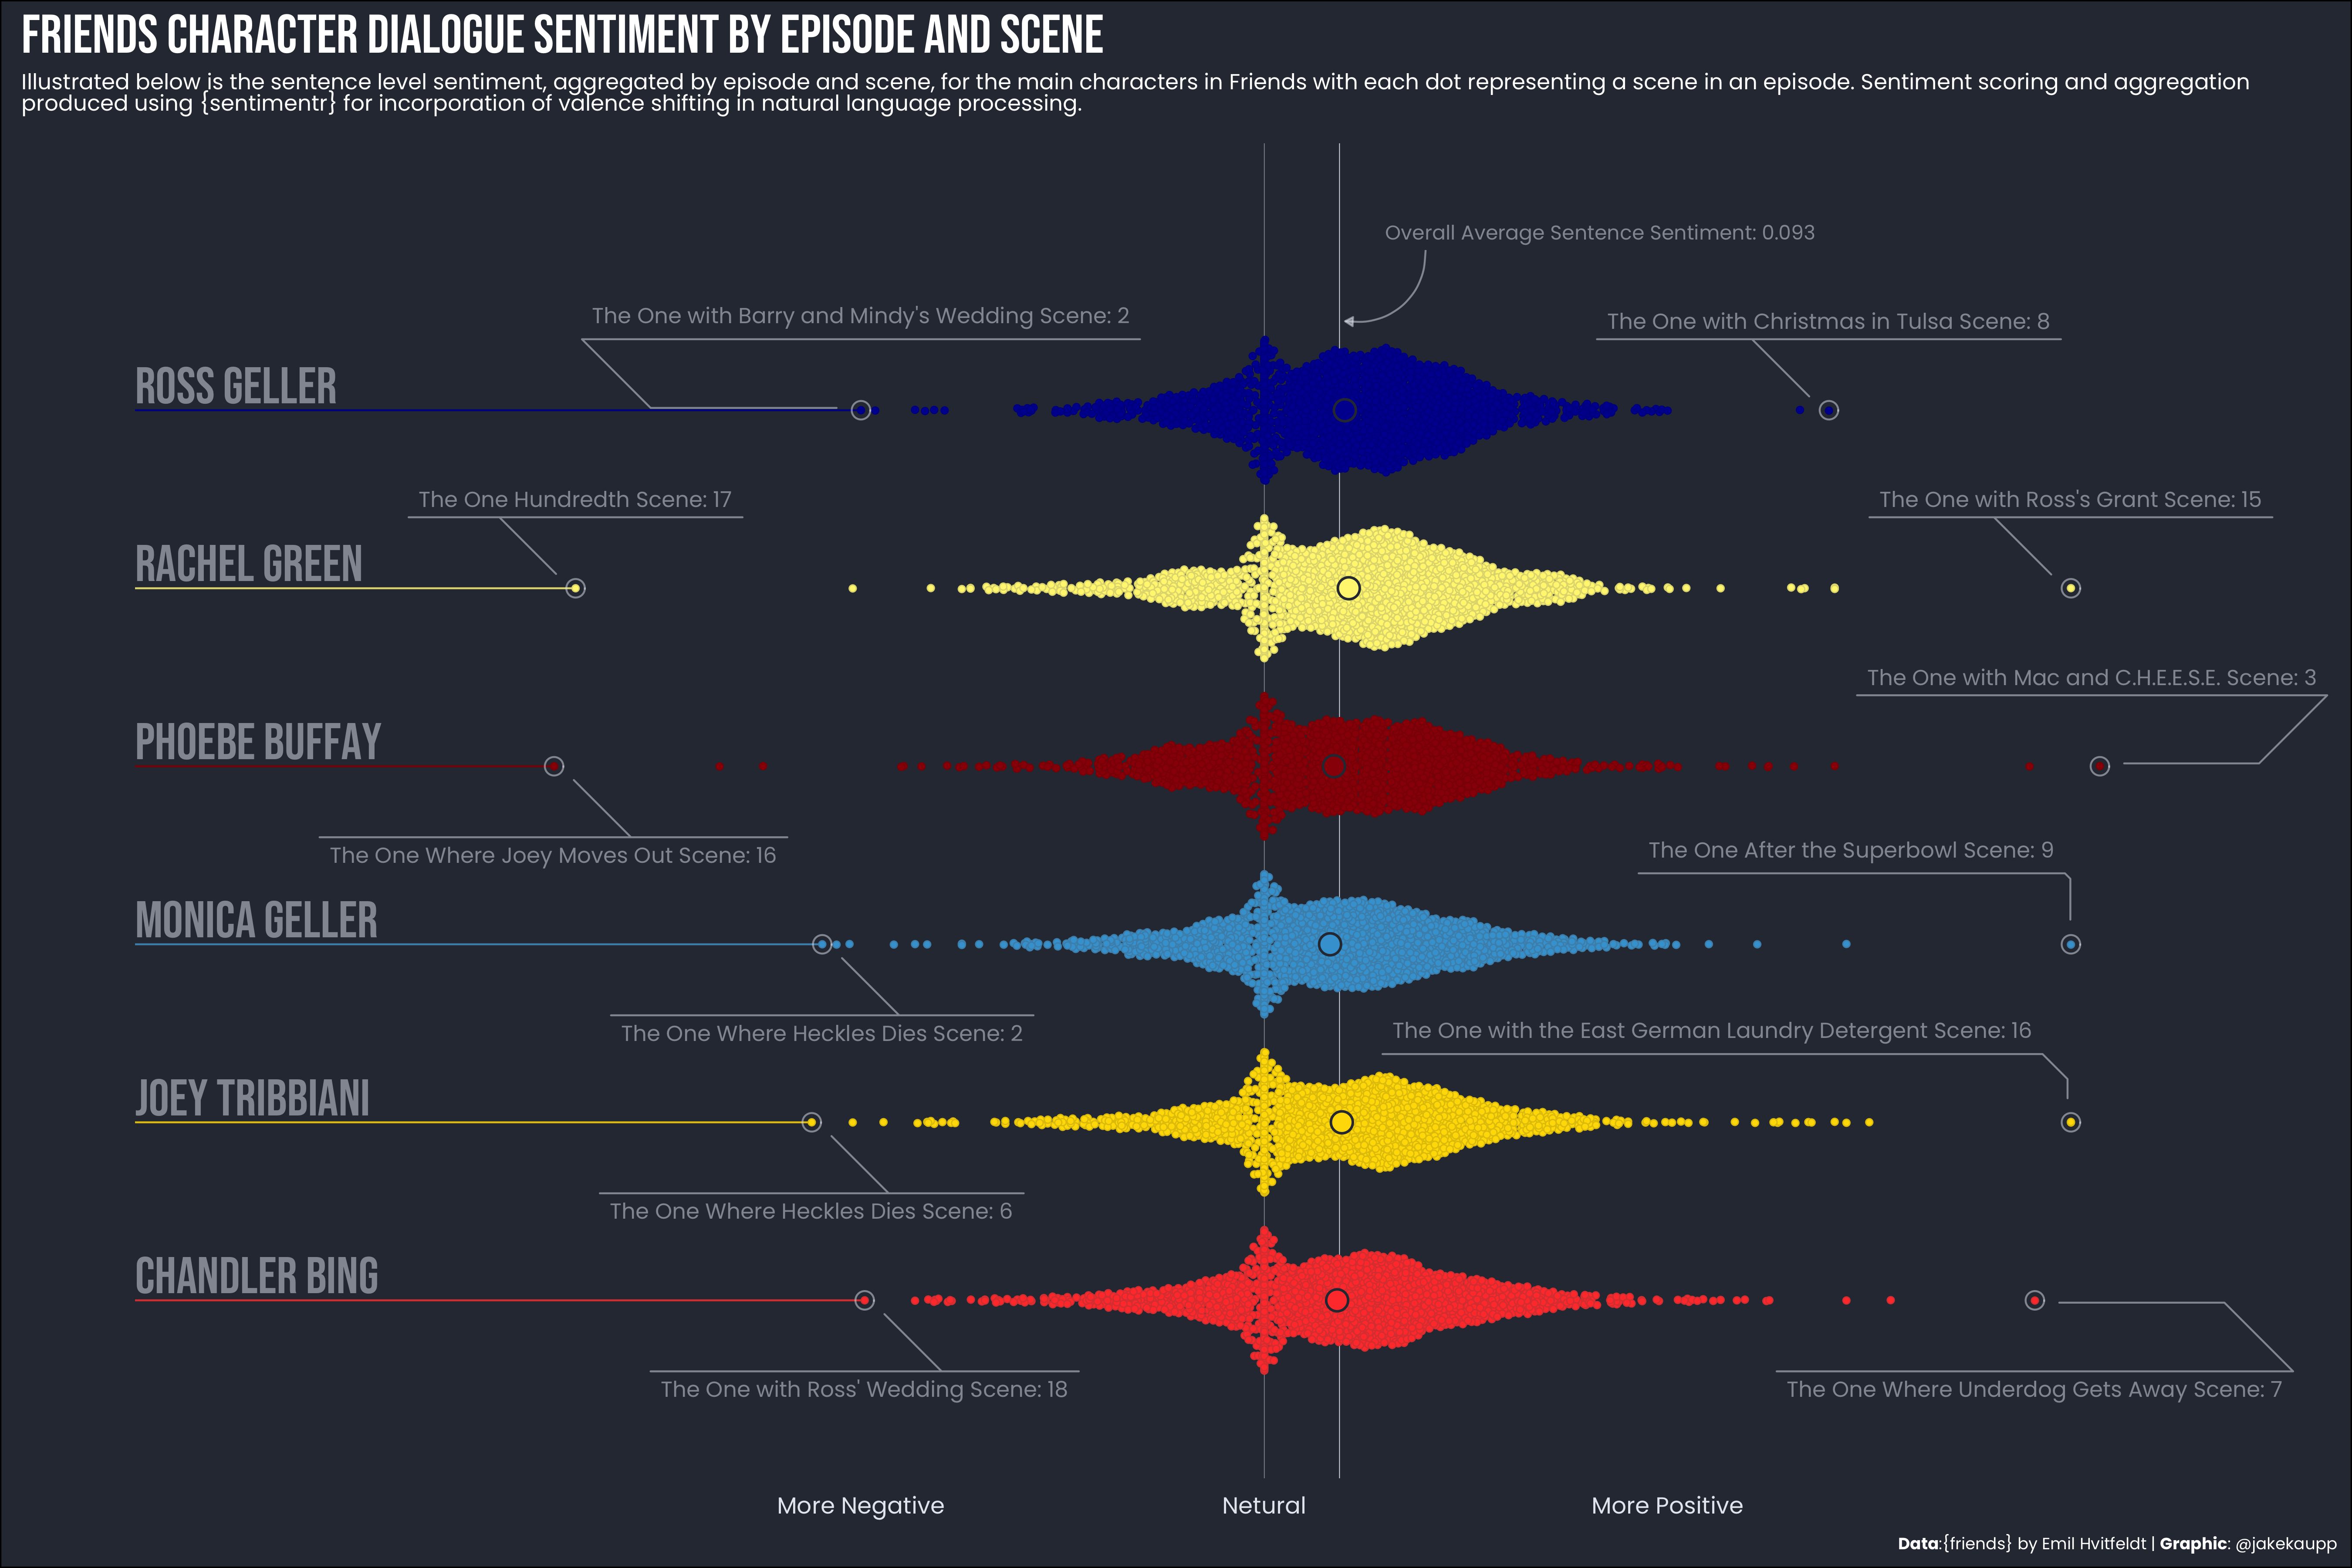 FRIENDS CHARACTER DIALOGUE SENTIMENT BY EPISODE AND SCENE
Illustrated below is the sentence level sentiment, aggregated by episode and scene, for the main characters in Friends with each dot representing a scene in an episode. Sentiment scoring and aggregation
produced using {sentimentr} for incorporation of valence shifting in natural language processing.
Overall Average Sentence Sentiment: 0.093
The One with Barry and Mindy's Wedding Scene: 2
The One with Christmas in Tulsa Scene: 8
ROSS GELLER
The One Hundredth Scene: 17
The One with Ross's Grant Scene: 15
RACHEL GREEN
The One with Mac and C.H.E.E.S.E. Scene: 3
PHOEBE BUFFAY
The One Where Joey Moves Out Scene: 16
The One After the Superbowl Scene: 9
MONICA GELLER
The One Where Heckles Dies Scene: 2
The One with the East German Laundry Detergent Scene: 16
JOEY TRIBBIANI
The One Where Heckles Dies Scene: 6
CHANDLER BING
The One with Ross' Wedding Scene: 18
The One Where Underdog Gets Away Scene: 7
More Negative
Netural
More Positive
Data:{friends} by Emil Hvitfeldt | Graphic: @jakekaupp